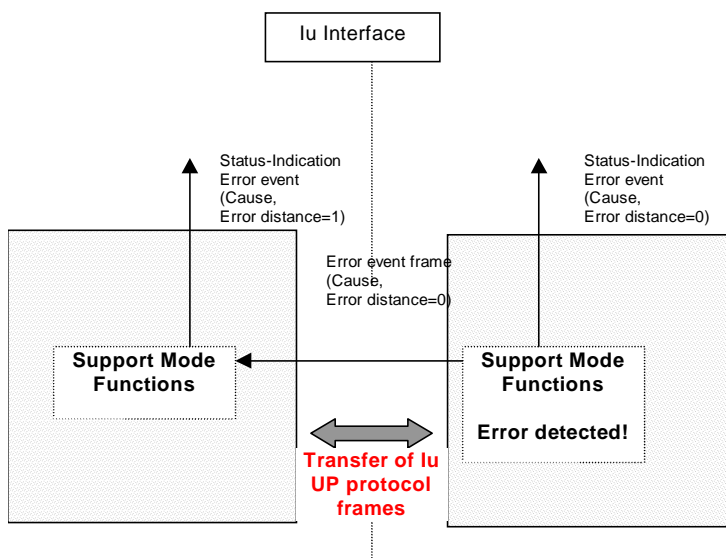 Iu Interface
Status-Indication
Error event
(Cause,
Error distance=1)
Status-Indication
Error event
(Cause,
Error distance=0)
Error event frame
(Cause,
Error distance=0)
Support Mode
Functions
Support Mode
Functions
Error detected!
Transfer of Iu
UP protocol
frames